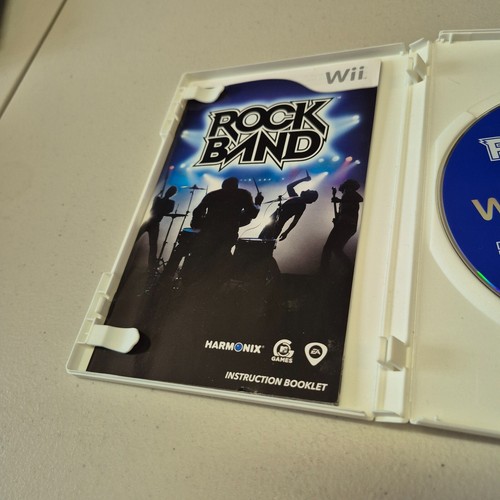 Wii
ROCK
BAND
HARMONIX
MTV
GAMES
EA
INSTRUCTION BOOKLET